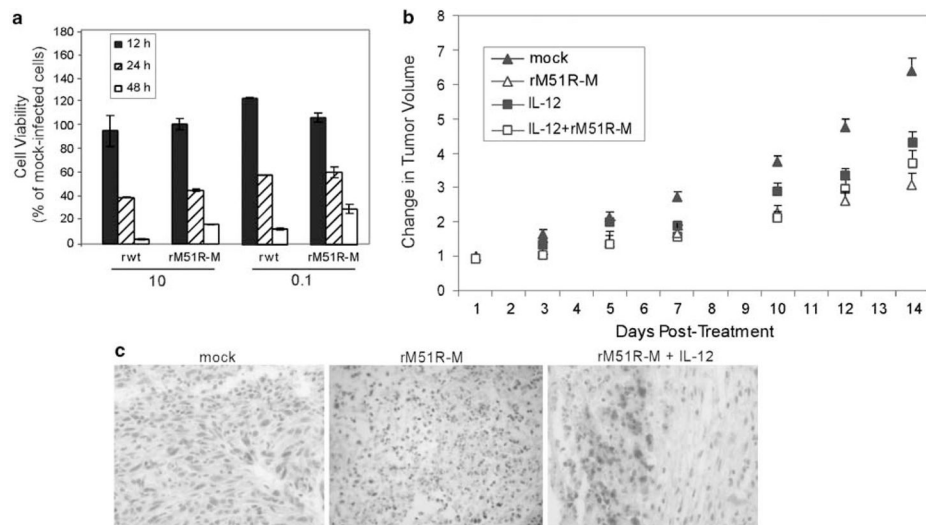 a
180
160
140
120
100
80
60
40
20
0
Cell Viability
(% of mock-infected cells)
12 h
24 h
48 h
rwt rM51R-M rwt rM51R-M
10 0.1
b
8
7
6
5
4
3
2
1
0
Change in Tumor Volume
mock
rM51R-M
IL-12
IL-12+rM51R-M
1 2 3 4 5 6 7 8 9 10 11 12 13 14
Days Post-Treatment
c
mock rM51R-M rM51R-M + IL-12